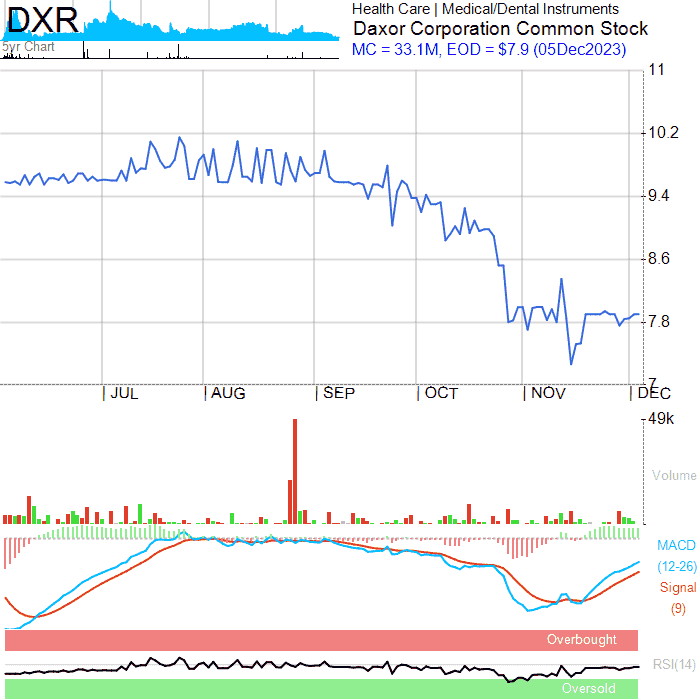 DXR
5yr Chart
Health Care | Medical/Dental Instruments
Daxor Corporation Common Stock
MC = 33.1M, EOD = $7.9 (05Dec2023)
11
10.2
9.4
8.6
7.8
7
JUL AUG SEP OCT NOV DEC
49k
Volume
MACD
(12-26)
Signal
(9)
Overbought
RSI(14)
Oversold